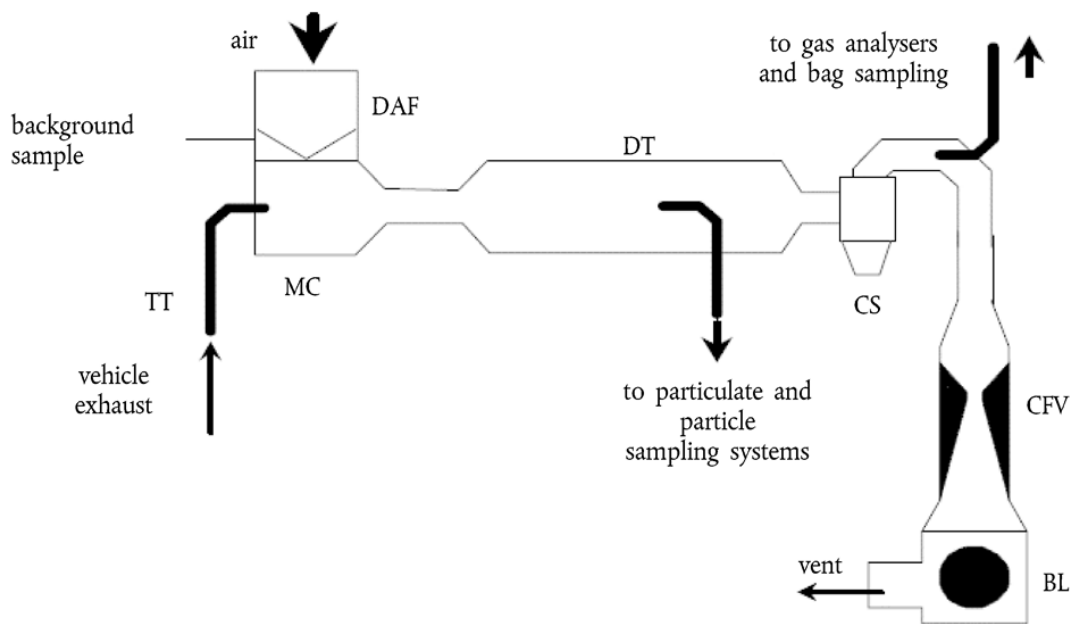 air
to gas analysers
and bag sampling
DAF
background
sample
DT
MC
TT
CS
vehicle
exhaust
to particulate and
particle
sampling systems
CFV
vent
BL